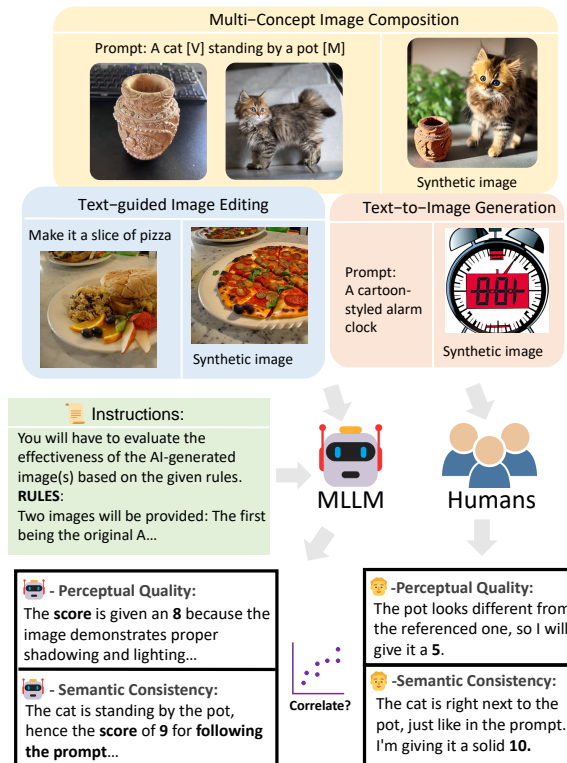 Multi−Concept Image Composition
Prompt: A cat [V] standing by a pot [M]
Synthetic image
Text−guided Image Editing
Make it a slice of pizza
Synthetic image
Text−to−Image Generation
Prompt:
A cartoon-
styled alarm
clock
Synthetic image
Instructions:
You will have to evaluate the
effectiveness of the AI-generated
image(s) based on the given rules.
RULES:
Two images will be provided: The first
being the original A…
MLLM
Humans
- Perceptual Quality:
The score is given an 8 because the
image demonstrates proper
shadowing and lighting…
- Semantic Consistency:
The cat is standing by the pot,
hence the score of 9 for following
the prompt…
Correlate?
-Perceptual Quality:
The pot looks different from
the referenced one, so I will
give it a 5.
-Semantic Consistency:
The cat is right next to the
pot, just like in the prompt.
I'm giving it a solid 10.